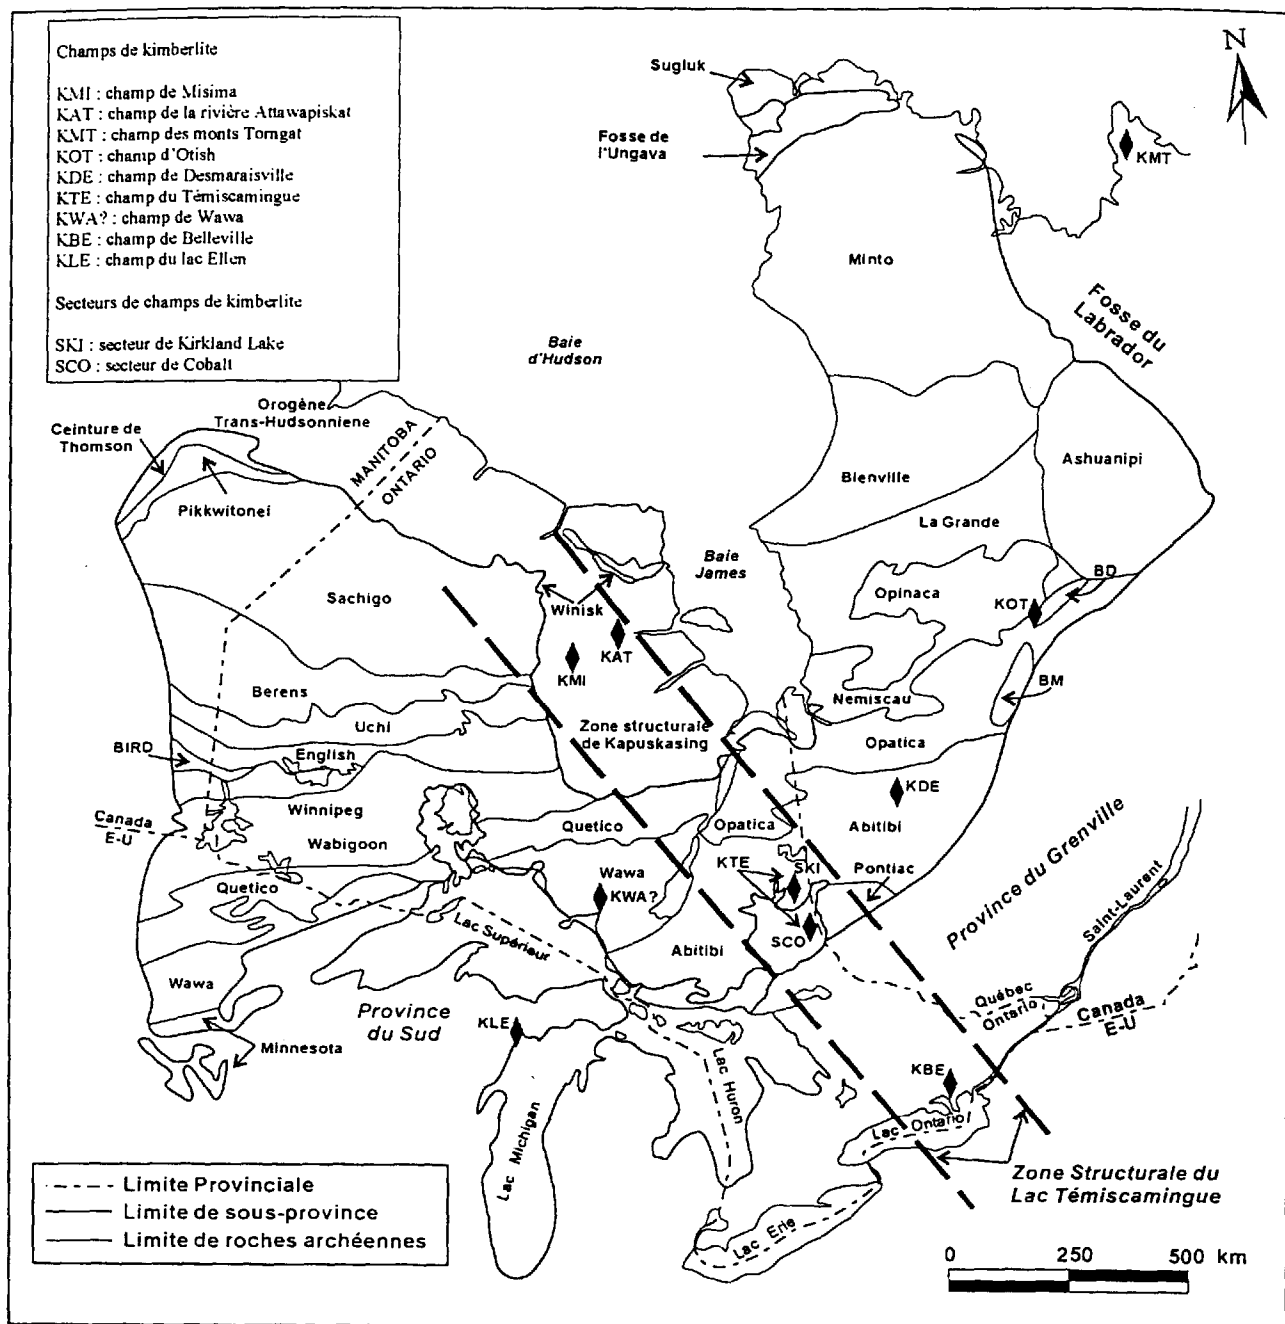 Champs de kimberlite
KMI : champ de Misima
KAT : champ de la rivière Attawapiskat
KMT : champ des monts Torngat
KOT : champ d'Otish
KDE : champ de Desmaraisville
KTE : champ du Témiscamingue
KWA? : champ de Wawa
KBE : champ de Belleville
KLE : champ du lac Ellen
Secteurs de champs de kimberlite
SKI : secteur de Kirkland Lake
SCO : secteur de Cobalt
N
Sugluk
Fosse de
l'Ungava
KMT
Minto
Fosse du
Labrador
Baie
d'Hudson
Orogène
Trans-Hudsonniene
Ceinture de
Thomson
MANITOBA
ONTARIO
Pikkwitonei
Bienville
Ashuanipi
La Grande
Baie
James
Sachigo
Winisk
Opinaca
BD
KOT
KAT
KMI
BM
Berens
Nemiscau
Uchi
Zone structurale
de Kapuskasing
BIRD
English
Opatica
KDE
Winnipeg
Canada
E-U
Wabigoon
Quetico
Opatica
Abitibi
KTE
SKI
Pontiac
Wawa
KWA?
Quetico
Province du Grenville
Saint-Laurent
Lac Supérieur
SCO
Abitibi
Wawa
Québec
Ontario
Canada
E-U
Province
du Sud
KLE
Minnesota
Lac Huron
KBE
Lac Michigan
Lac Ontario
Zone Structurale du
Lac Témiscamingue
Lac Erie
Limite Provinciale
Limite de sous-province
Limite de roches archéennes
0 250 500 km